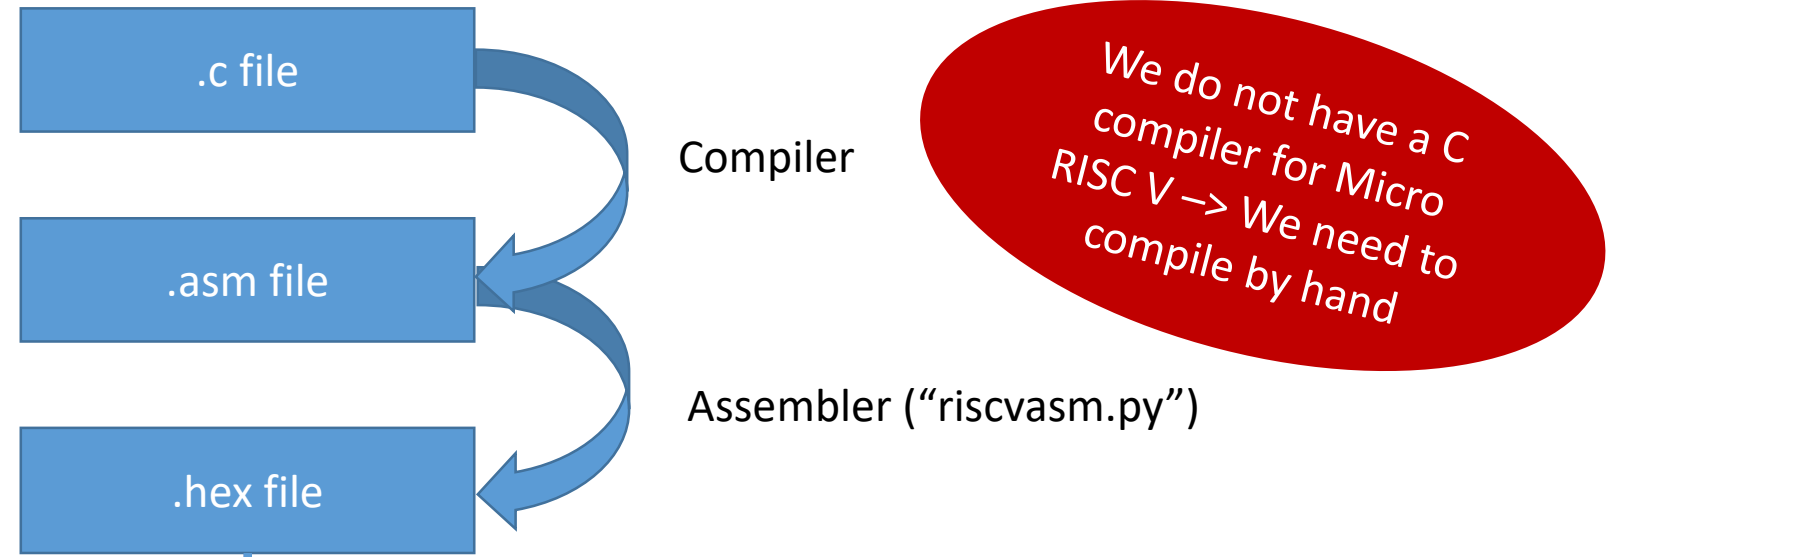 .c file
Compiler
We do not have a C
compiler for Micro
RISC V –> We need to
compile by hand
.asm file
Assembler (“riscvasm.py”)
.hex file